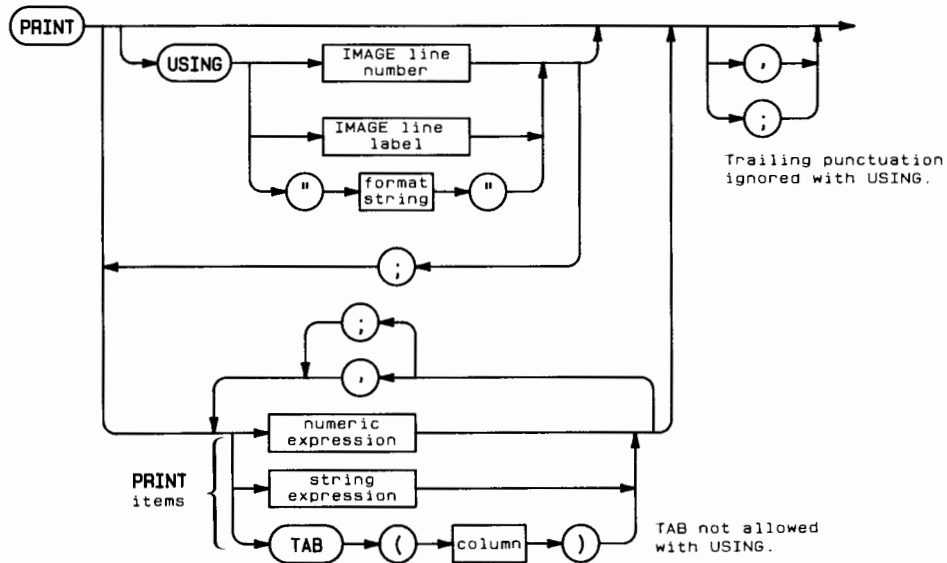 PRINT
USING
IMAGE line
number
IMAGE line
label
" format
string "
,
;
Trailing punctuation
ignored with USING.
;
;
,
numeric
expression
PRINT
items
string
expression
TAB ( column )
TAB not allowed
with USING.